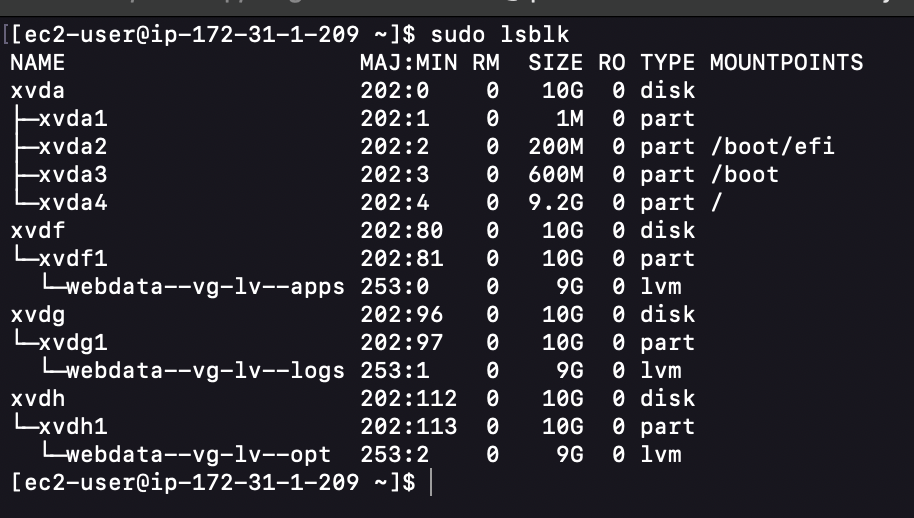 [[ec2-user@ip-172-31-1-209 ~]$ sudo lsblk
NAME                     MAJ:MIN RM  SIZE RO TYPE MOUNTPOINTS
xvda                     202:0    0   10G  0 disk
├─xvda1                  202:1    0    1M  0 part
├─xvda2                  202:2    0  200M  0 part /boot/efi
├─xvda3                  202:3    0  600M  0 part /boot
└─xvda4                  202:4    0  9.2G  0 part /
xvdf                     202:80   0   10G  0 disk
└─xvdf1                  202:81   0   10G  0 part
  └─webdata--vg-lv--apps 253:0    0    9G  0 lvm
xvdg                     202:96   0   10G  0 disk
└─xvdg1                  202:97   0   10G  0 part
  └─webdata--vg-lv--logs 253:1    0    9G  0 lvm
xvdh                     202:112  0   10G  0 disk
└─xvdh1                  202:113  0   10G  0 part
  └─webdata--vg-lv--opt  253:2    0    9G  0 lvm
[ec2-user@ip-172-31-1-209 ~]$